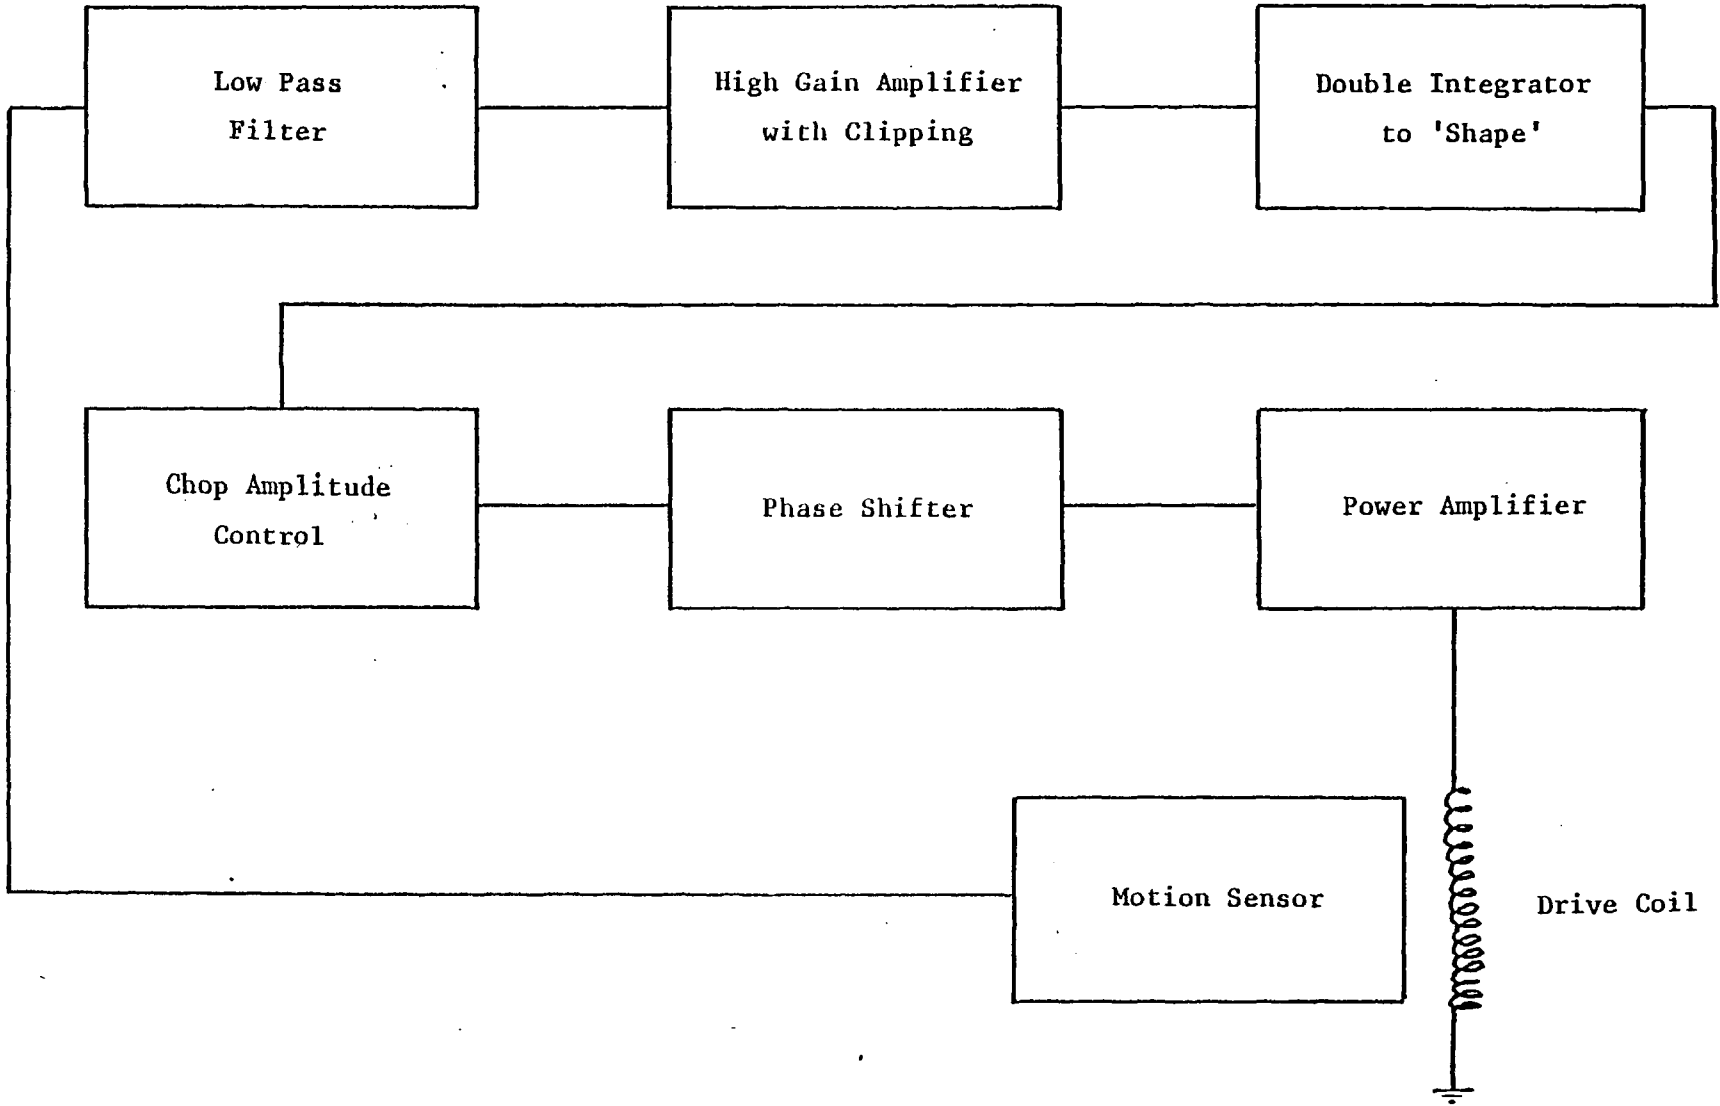 Low Pass
Filter
High Gain Amplifier
with Clipping
Double Integrator
to 'Shape'
Chop Amplitude
Control
Phase Shifter
Power Amplifier
Motion Sensor
Drive Coil